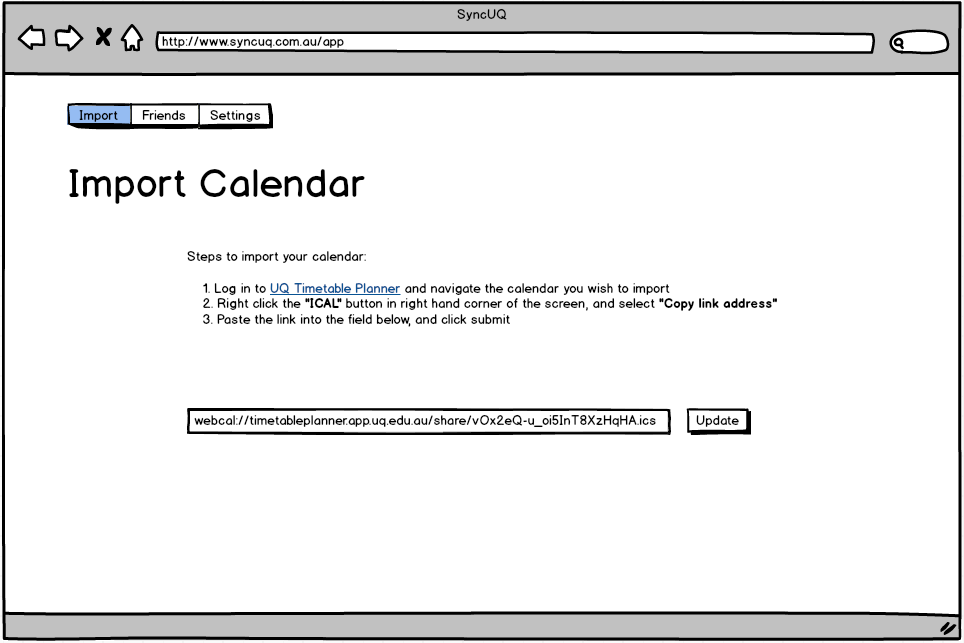 SyncUQ
http://www.syncuq.com.au/app
Import Friends Settings
Import Calendar
Steps to import your calendar:
1. Log in to UQ Timetable Planner and navigate the calendar you wish to import
2. Right click the "ICAL" button in right hand corner of the screen, and select "Copy link address"
3. Paste the link into the field below, and click submit
webcal://timetableplanner.app.uq.edu.au/share/vOx2eQ-u_oi5InT8XzHqHA.ics Update